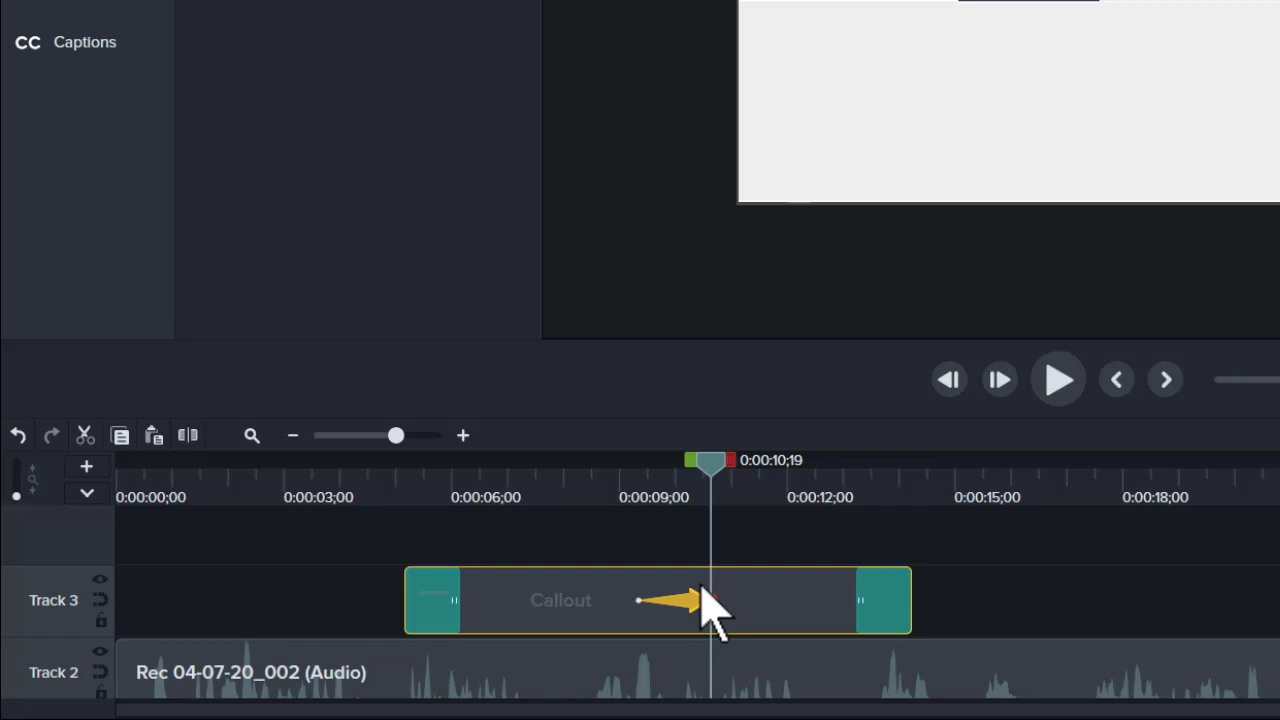 CC Captions
0:00:10;19
0:00:00;00 0:00:03;00 0:00:06;00 0:00:09;00 0:00:12;00 0:00:15;00 0:00:18;00
Track 3
Callout
Track 2
Rec 04-07-20_002 (Audio)